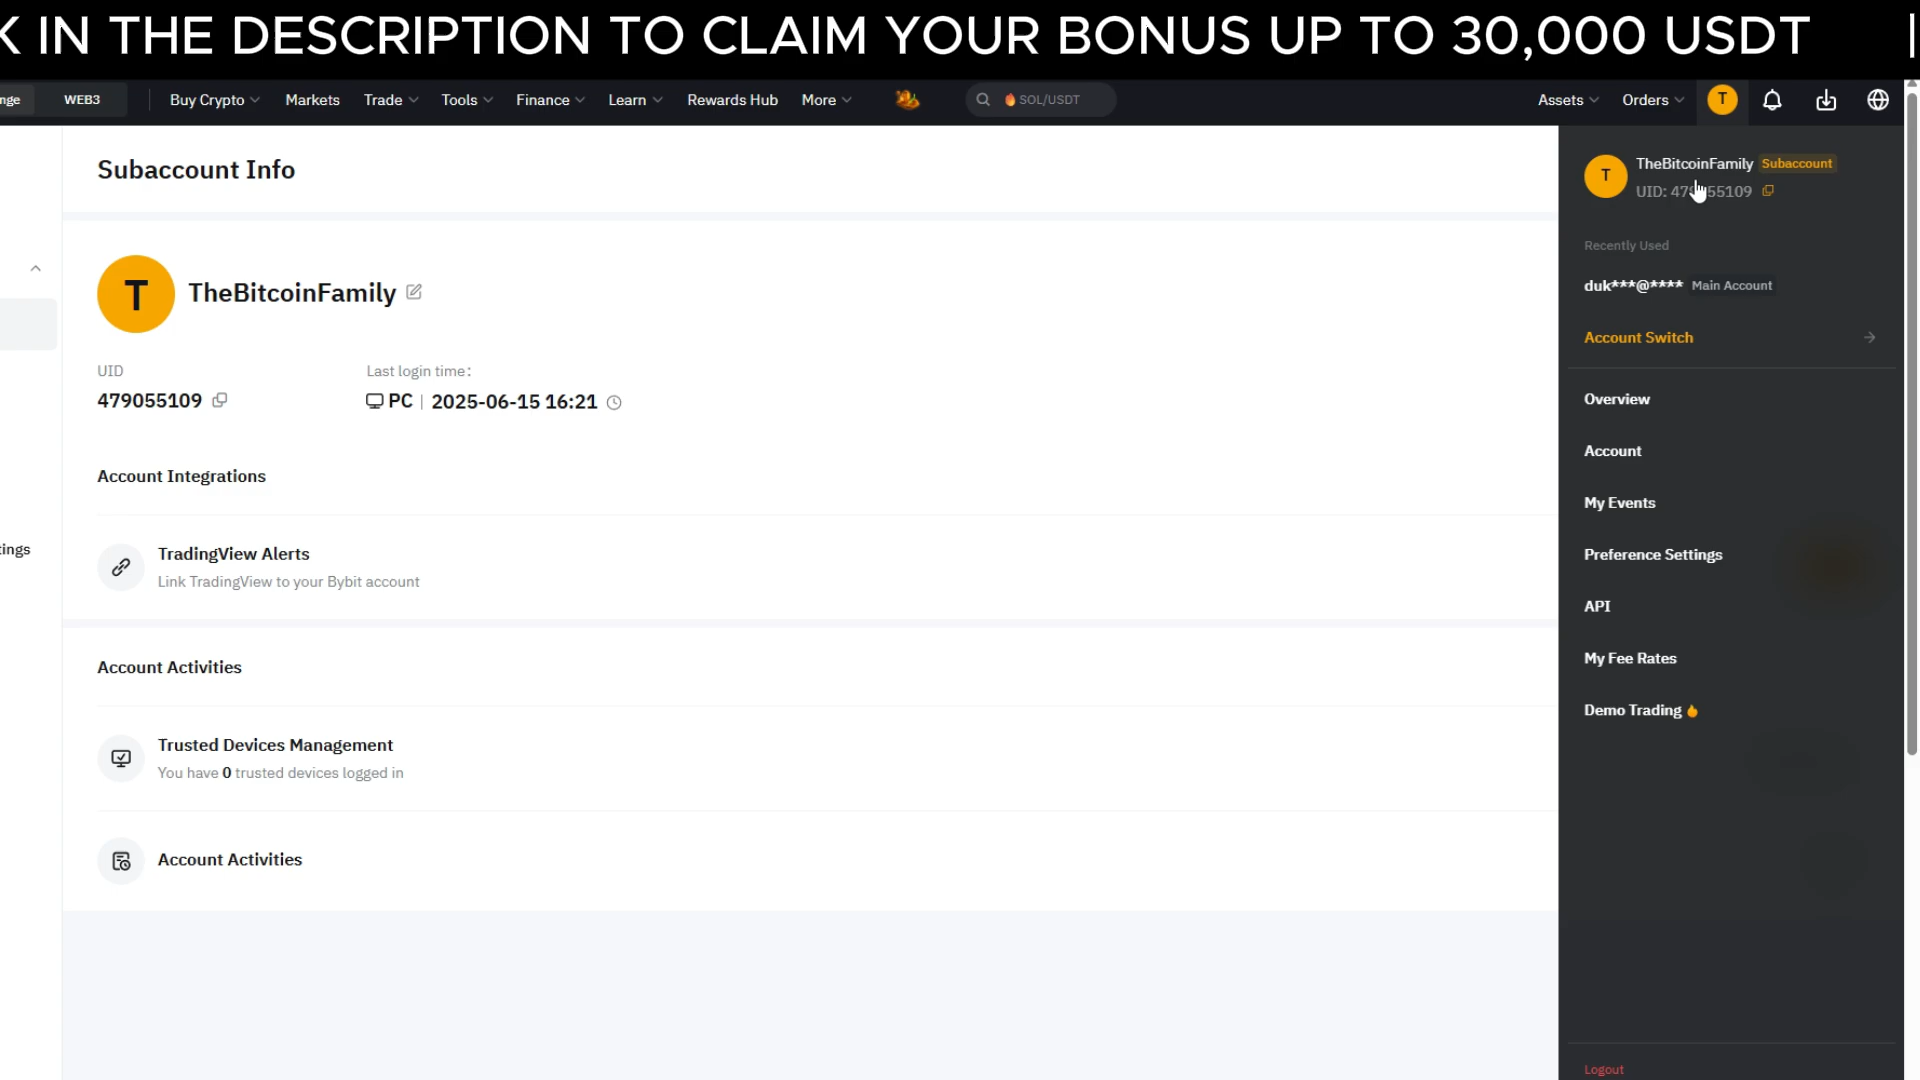 K IN THE DESCRIPTION TO CLAIM YOUR BONUS UP TO 30,000 USDT |
nge WEB3 Buy Crypto Markets Trade Tools Finance Learn Rewards Hub More SOL/USDT Assets Orders T
Subaccount Info
T TheBitcoinFamily
UID
479055109
Last login time:
PC | 2025-06-15 16:21
Account Integrations
TradingView Alerts
Link TradingView to your Bybit account
tings
Account Activities
Trusted Devices Management
You have 0 trusted devices logged in
Account Activities
T TheBitcoinFamily Subaccount
UID: 479055109
Recently Used
duk***@**** Main Account
Account Switch
Overview
Account
My Events
Preference Settings
API
My Fee Rates
Demo Trading
Logout